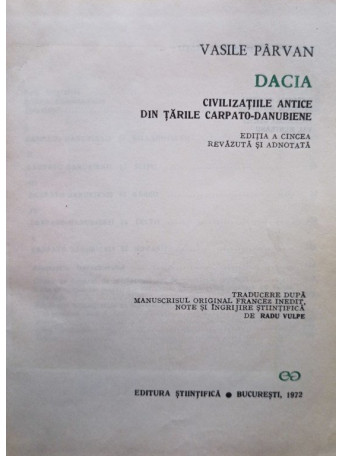 VASILE PÂRVAN
DACIA
CIVILIZAȚIILE ANTICE
DIN ȚĂRILE CARPATO-DANUBIENE
EDIȚIA A CINCEA
REVĂZUTĂ ȘI ADNOTATĂ
TRADUCERE DUPĂ
MANUSCRISUL ORIGINAL FRANCEZ INEDIT,
NOTE ȘI ÎNGRIJIRE ȘTIINȚIFICĂ
DE RADU VULPE
EDITURA ȘTIINȚIFICĂ ● BUCUREȘTI, 1972